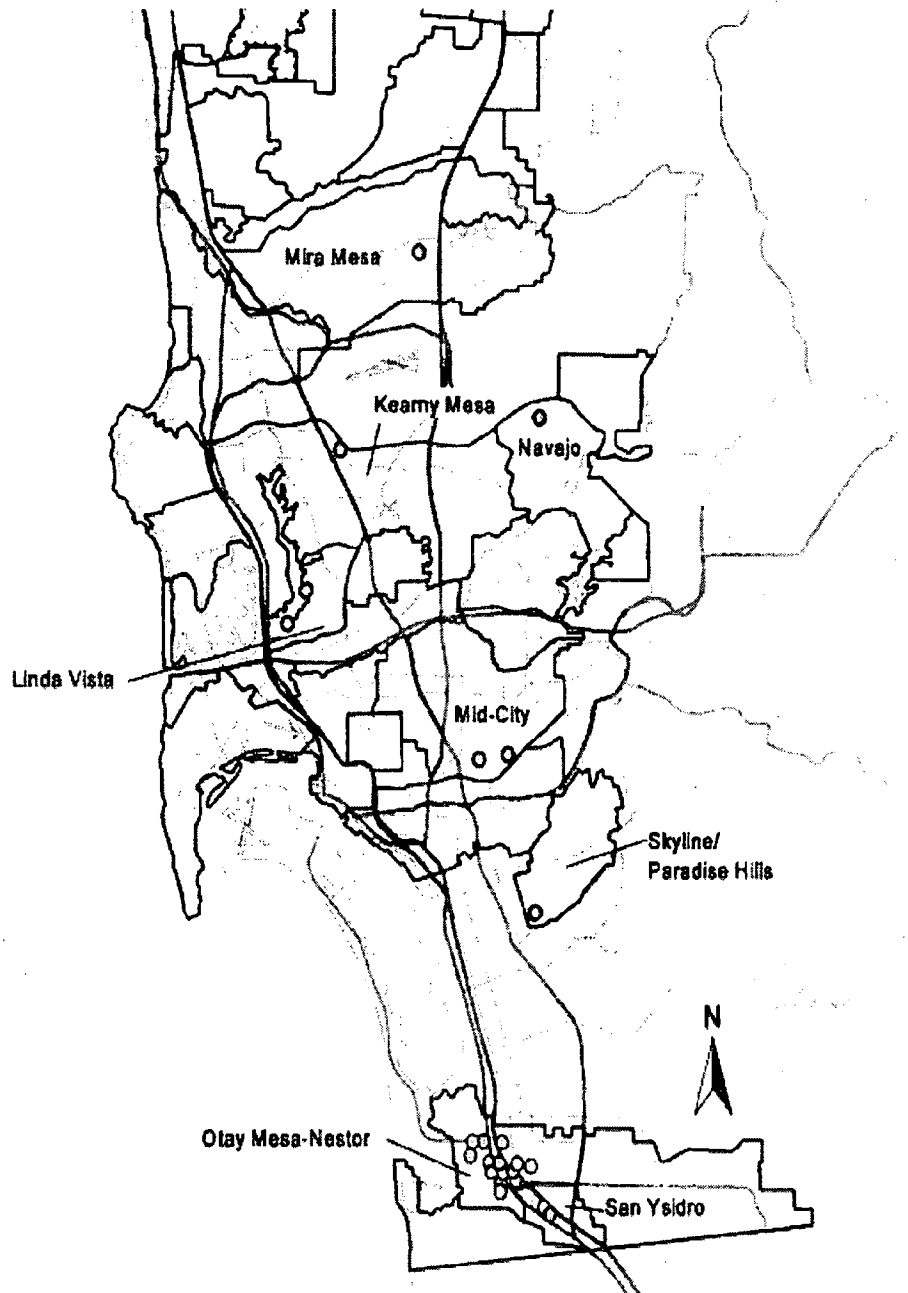 Mira Mesa
Kearny Mesa
Navajo
Linda Vista
Mid-City
Skyline/
Paradise Hills
N
Otay Mesa-Nestor
San Ysidro